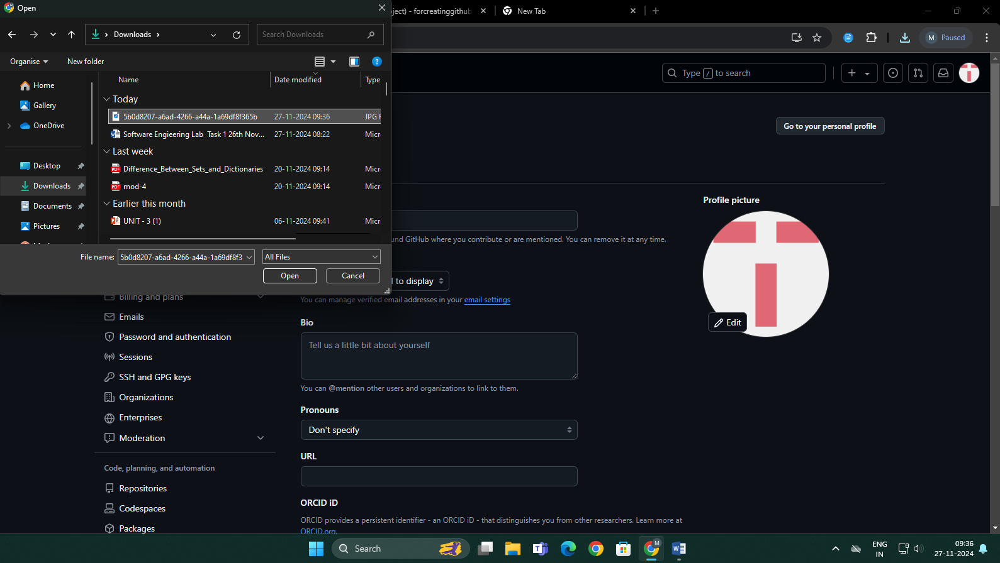 Open
ject) - forcreatinggithub
New Tab
Downloads
Search Downloads
M Paused
Organise
New folder
Type / to search
Name
Date modified
Type
Home
Gallery
OneDrive
Desktop
Downloads
Documents
Pictures
Today
5b0d8207-a6ad-4266-a44a-1a69df8f365b 27-11-2024 09:36 JPG F
Software Engieering Lab Task 1 26th Nov... 27-11-2024 08:22 Micr
Last week
Difference_Between_Sets_and_Dictionaries 20-11-2024 09:14 Micr
mod-4 20-11-2024 09:14 Micr
Earlier this month
UNIT - 3 (1) 06-11-2024 09:41 Micr
File name: 5b0d8207-a6ad-4266-a44a-1a69df8f3
All Files
Open
Cancel
Go to your personal profile
Profile picture
Edit
und GitHub where you contribute or are mentioned. You can remove it at any time.
l to display
You can manage verified email addresses in your email settings
Billing and plans
Emails
Password and authentication
Sessions
SSH and GPG keys
Organizations
Enterprises
Moderation
Code, planning, and automation
Repositories
Codespaces
Packages
Bio
Tell us a little bit about yourself
You can @mention other users and organizations to link to them.
Pronouns
Don't specify
URL
ORCID iD
ORCID provides a persistent identifier - an ORCID iD - that distinguishes you from other researchers. Learn more at
ORCID.org.
Search
ENG
IN
09:36
27-11-2024